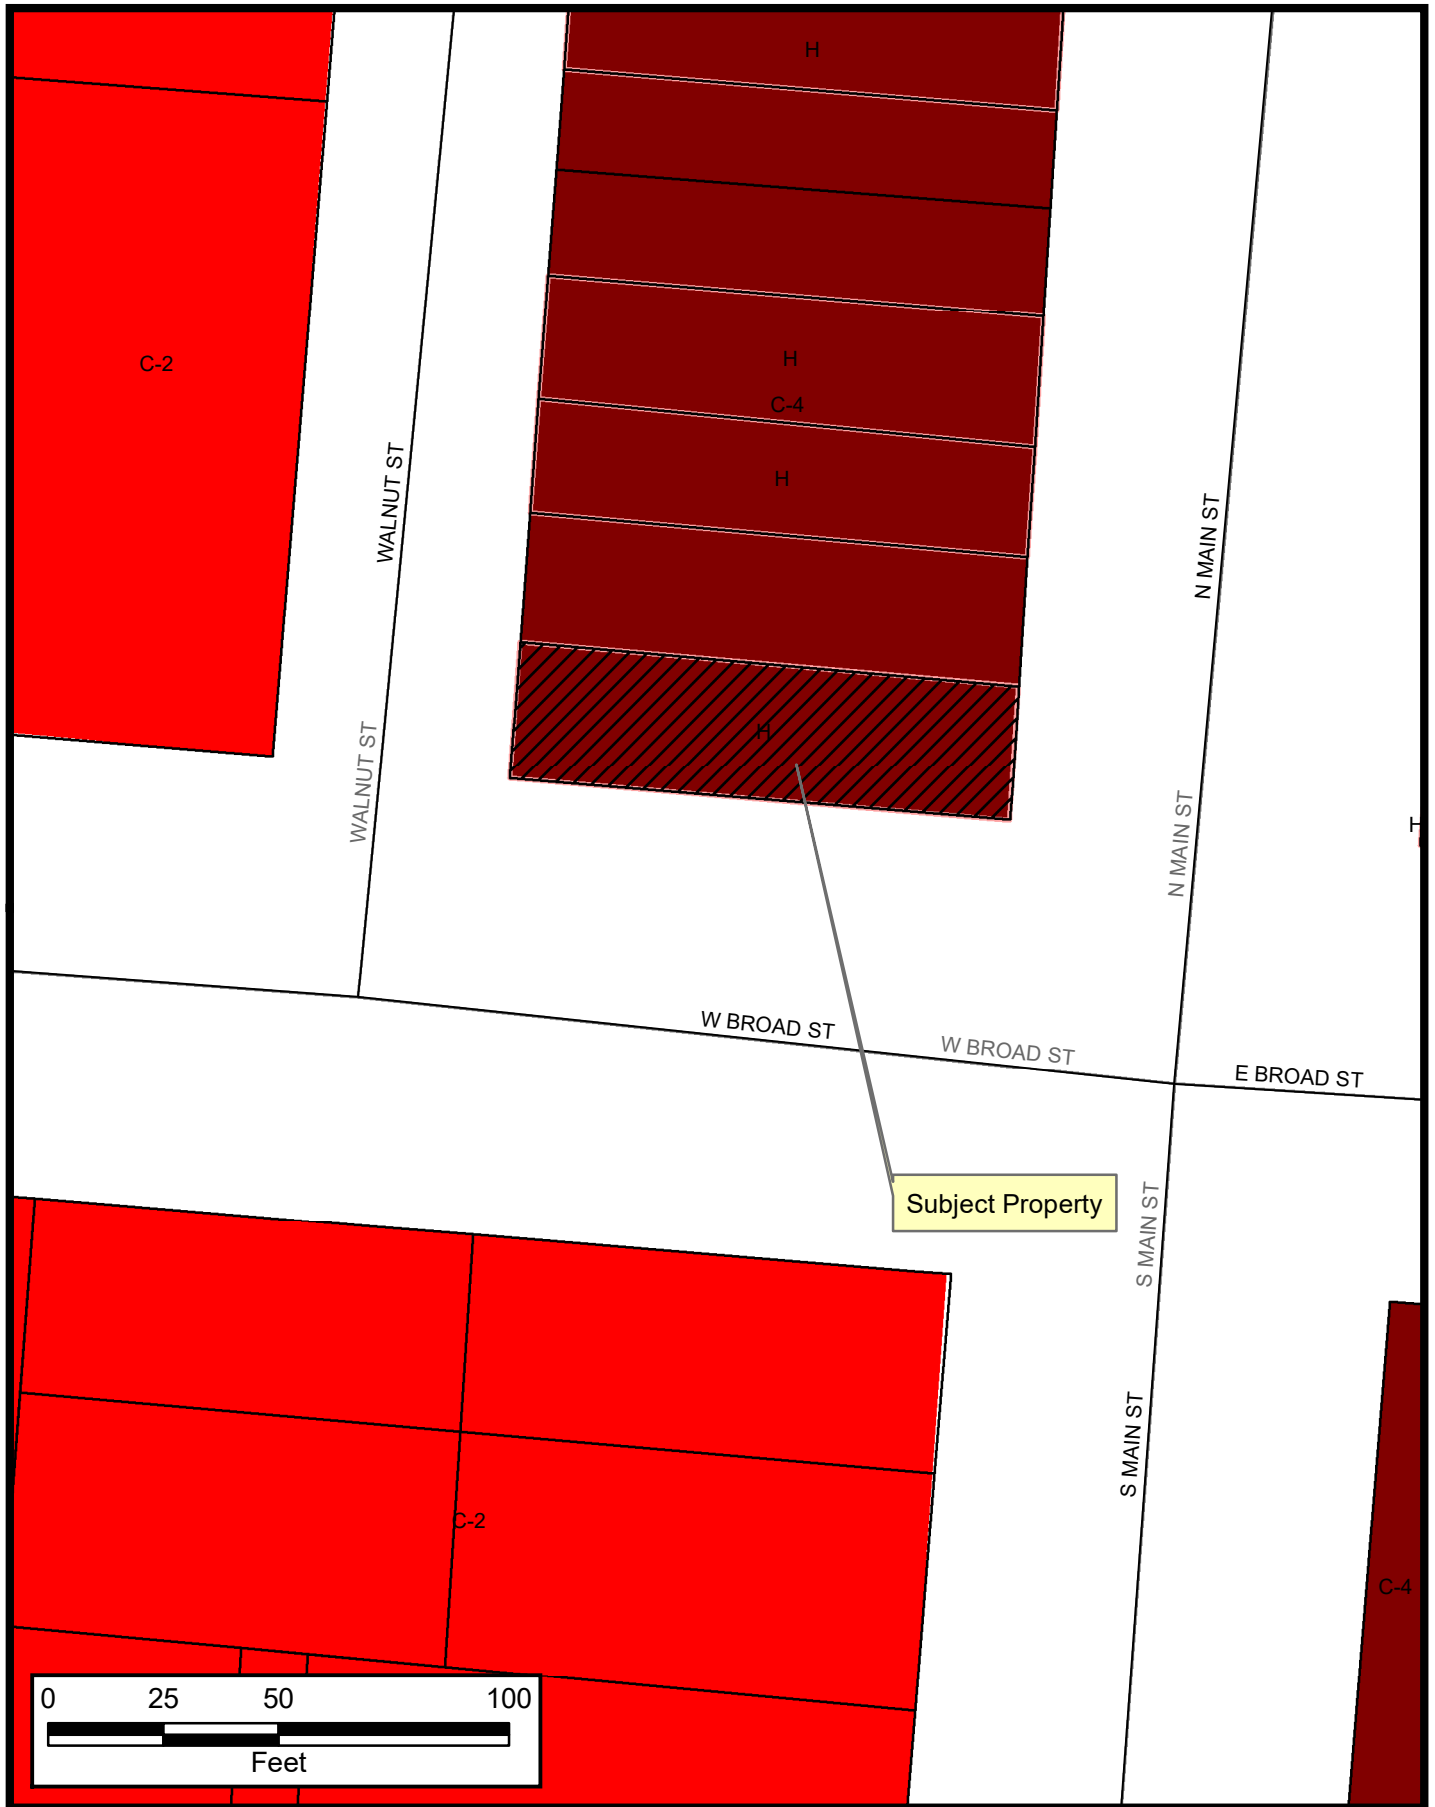 H
C-2
H
C-4
H
WALNUT ST
N MAIN ST
H
WALNUT ST
N MAIN ST
H
W BROAD ST
W BROAD ST
E BROAD ST
Subject Property
S MAIN ST
S MAIN ST
C-2
C-4
0 25 50 100
Feet